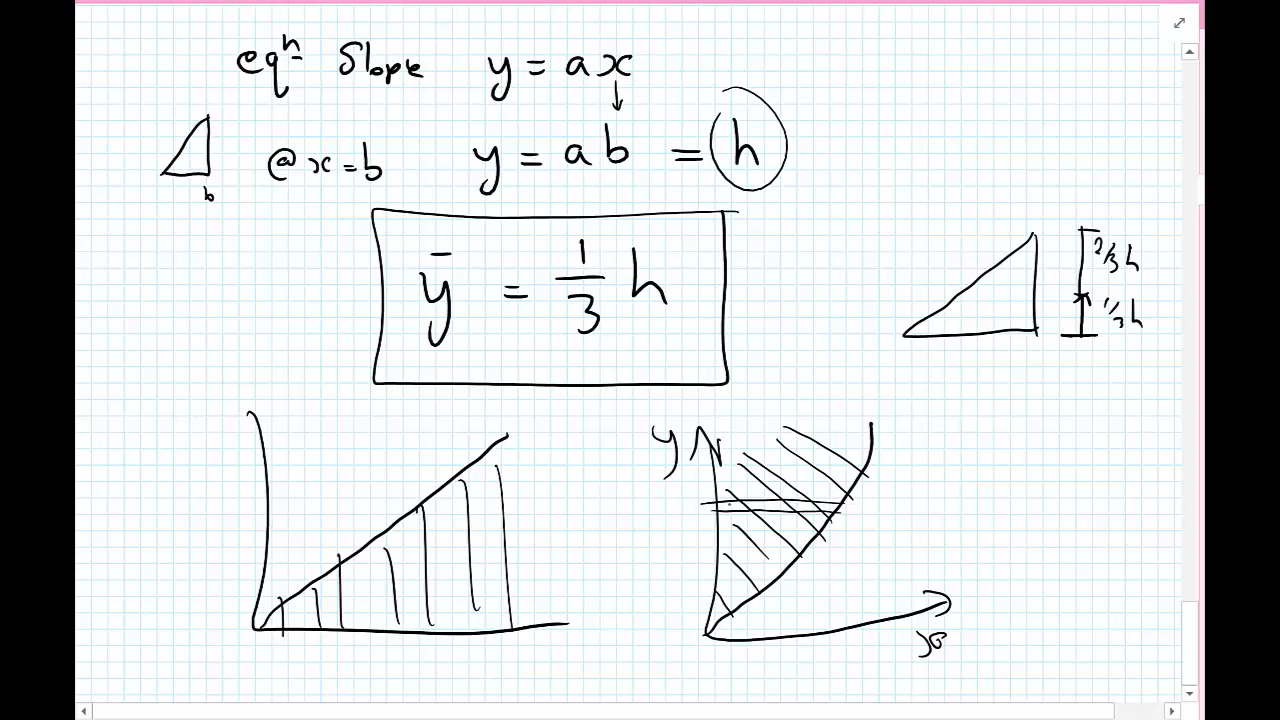 eqⁿ Slope y = ax
@ x = b y = ab = h
b
ȳ = 1/3 h
2/3 h
1/3 h
y
x